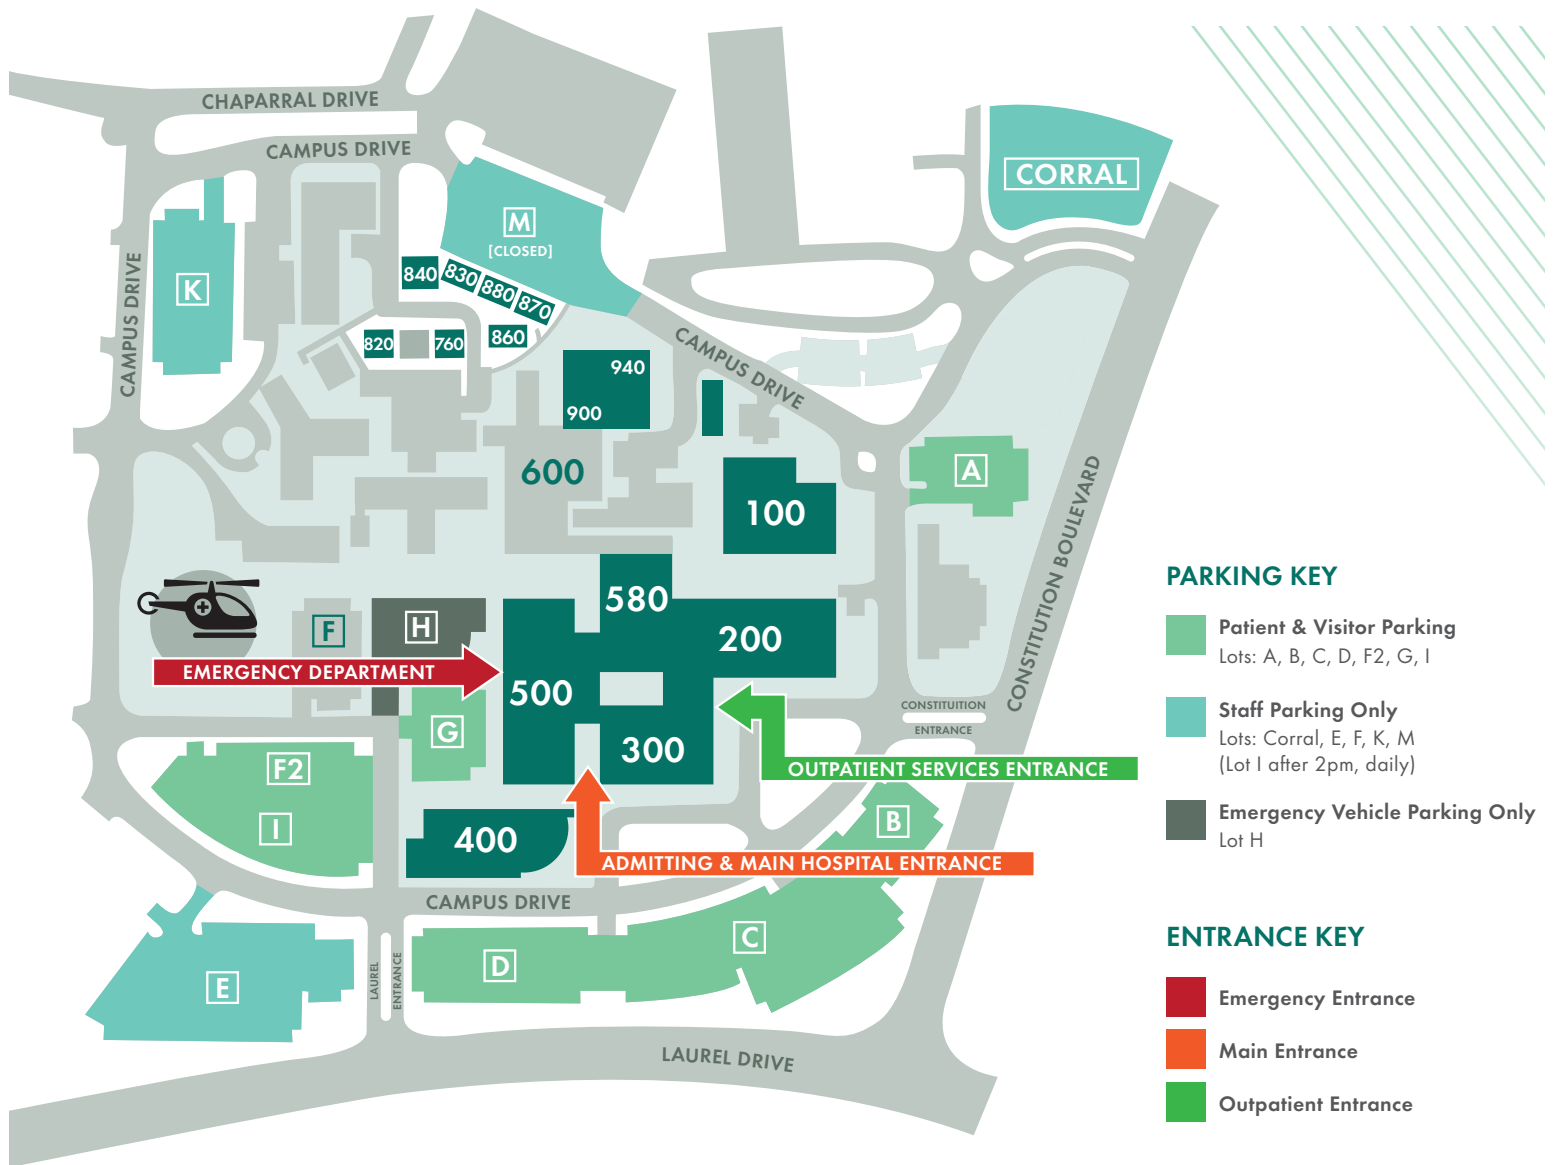 CHAPARRAL DRIVE
CAMPUS DRIVE
CORRAL
M
[CLOSED]
K
CAMPUS DRIVE
840
830
880
870
820
760
860
CAMPUS DRIVE
940
900
600
A
100
CONSTITUTION BOULEVARD
580
F
H
200
EMERGENCY DEPARTMENT
500
CONSTITUITION
ENTRANCE
G
300
F2
OUTPATIENT SERVICES ENTRANCE
I
B
400
ADMITTING & MAIN HOSPITAL ENTRANCE
CAMPUS DRIVE
C
D
E
LAUREL
ENTRANCE
LAUREL DRIVE
PARKING KEY
Patient & Visitor Parking
Lots: A, B, C, D, F2, G, I
Staff Parking Only
Lots: Corral, E, F, K, M
(Lot I after 2pm, daily)
Emergency Vehicle Parking Only
Lot H
ENTRANCE KEY
Emergency Entrance
Main Entrance
Outpatient Entrance